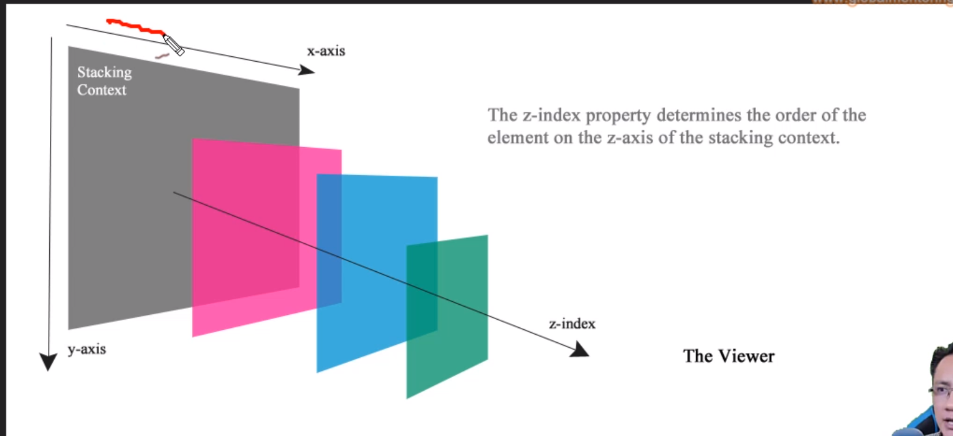 x-axis
Stacking
Context
The z-index property determines the order of the
element on the z-axis of the stacking context.
z-index
y-axis
The Viewer